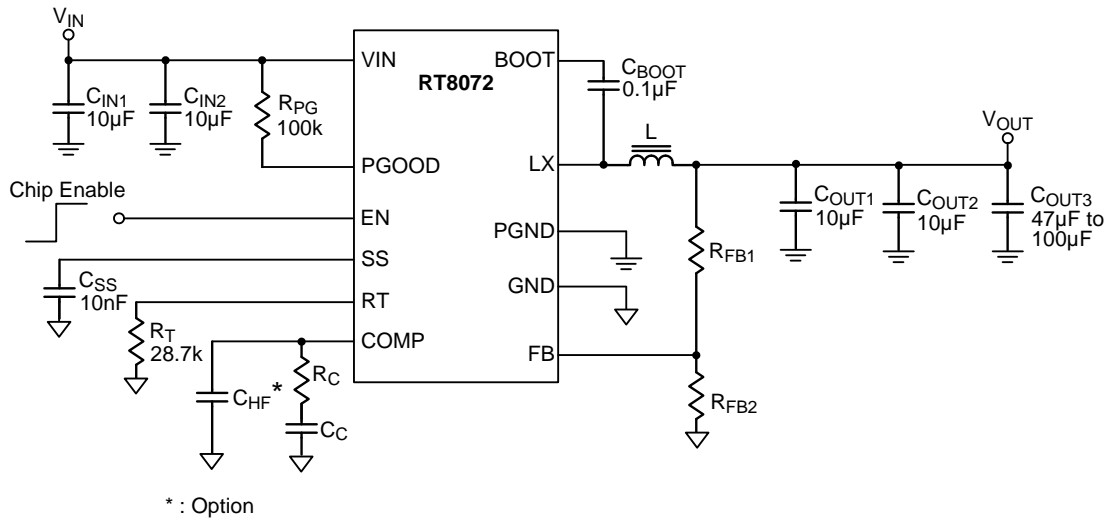 VIN
VIN
BOOT
RT8072
CBOOT
0.1µF
CIN1
10µF
CIN2
10µF
RPG
100k
L
VOUT
PGOOD
LX
Chip Enable
COUT1
10µF
COUT2
10µF
COUT3
47µF to
100µF
EN
PGND
RFB1
SS
CSS
10nF
GND
RT
RT
28.7k
COMP
FB
CHF*
RC
CC
RFB2
* : Option